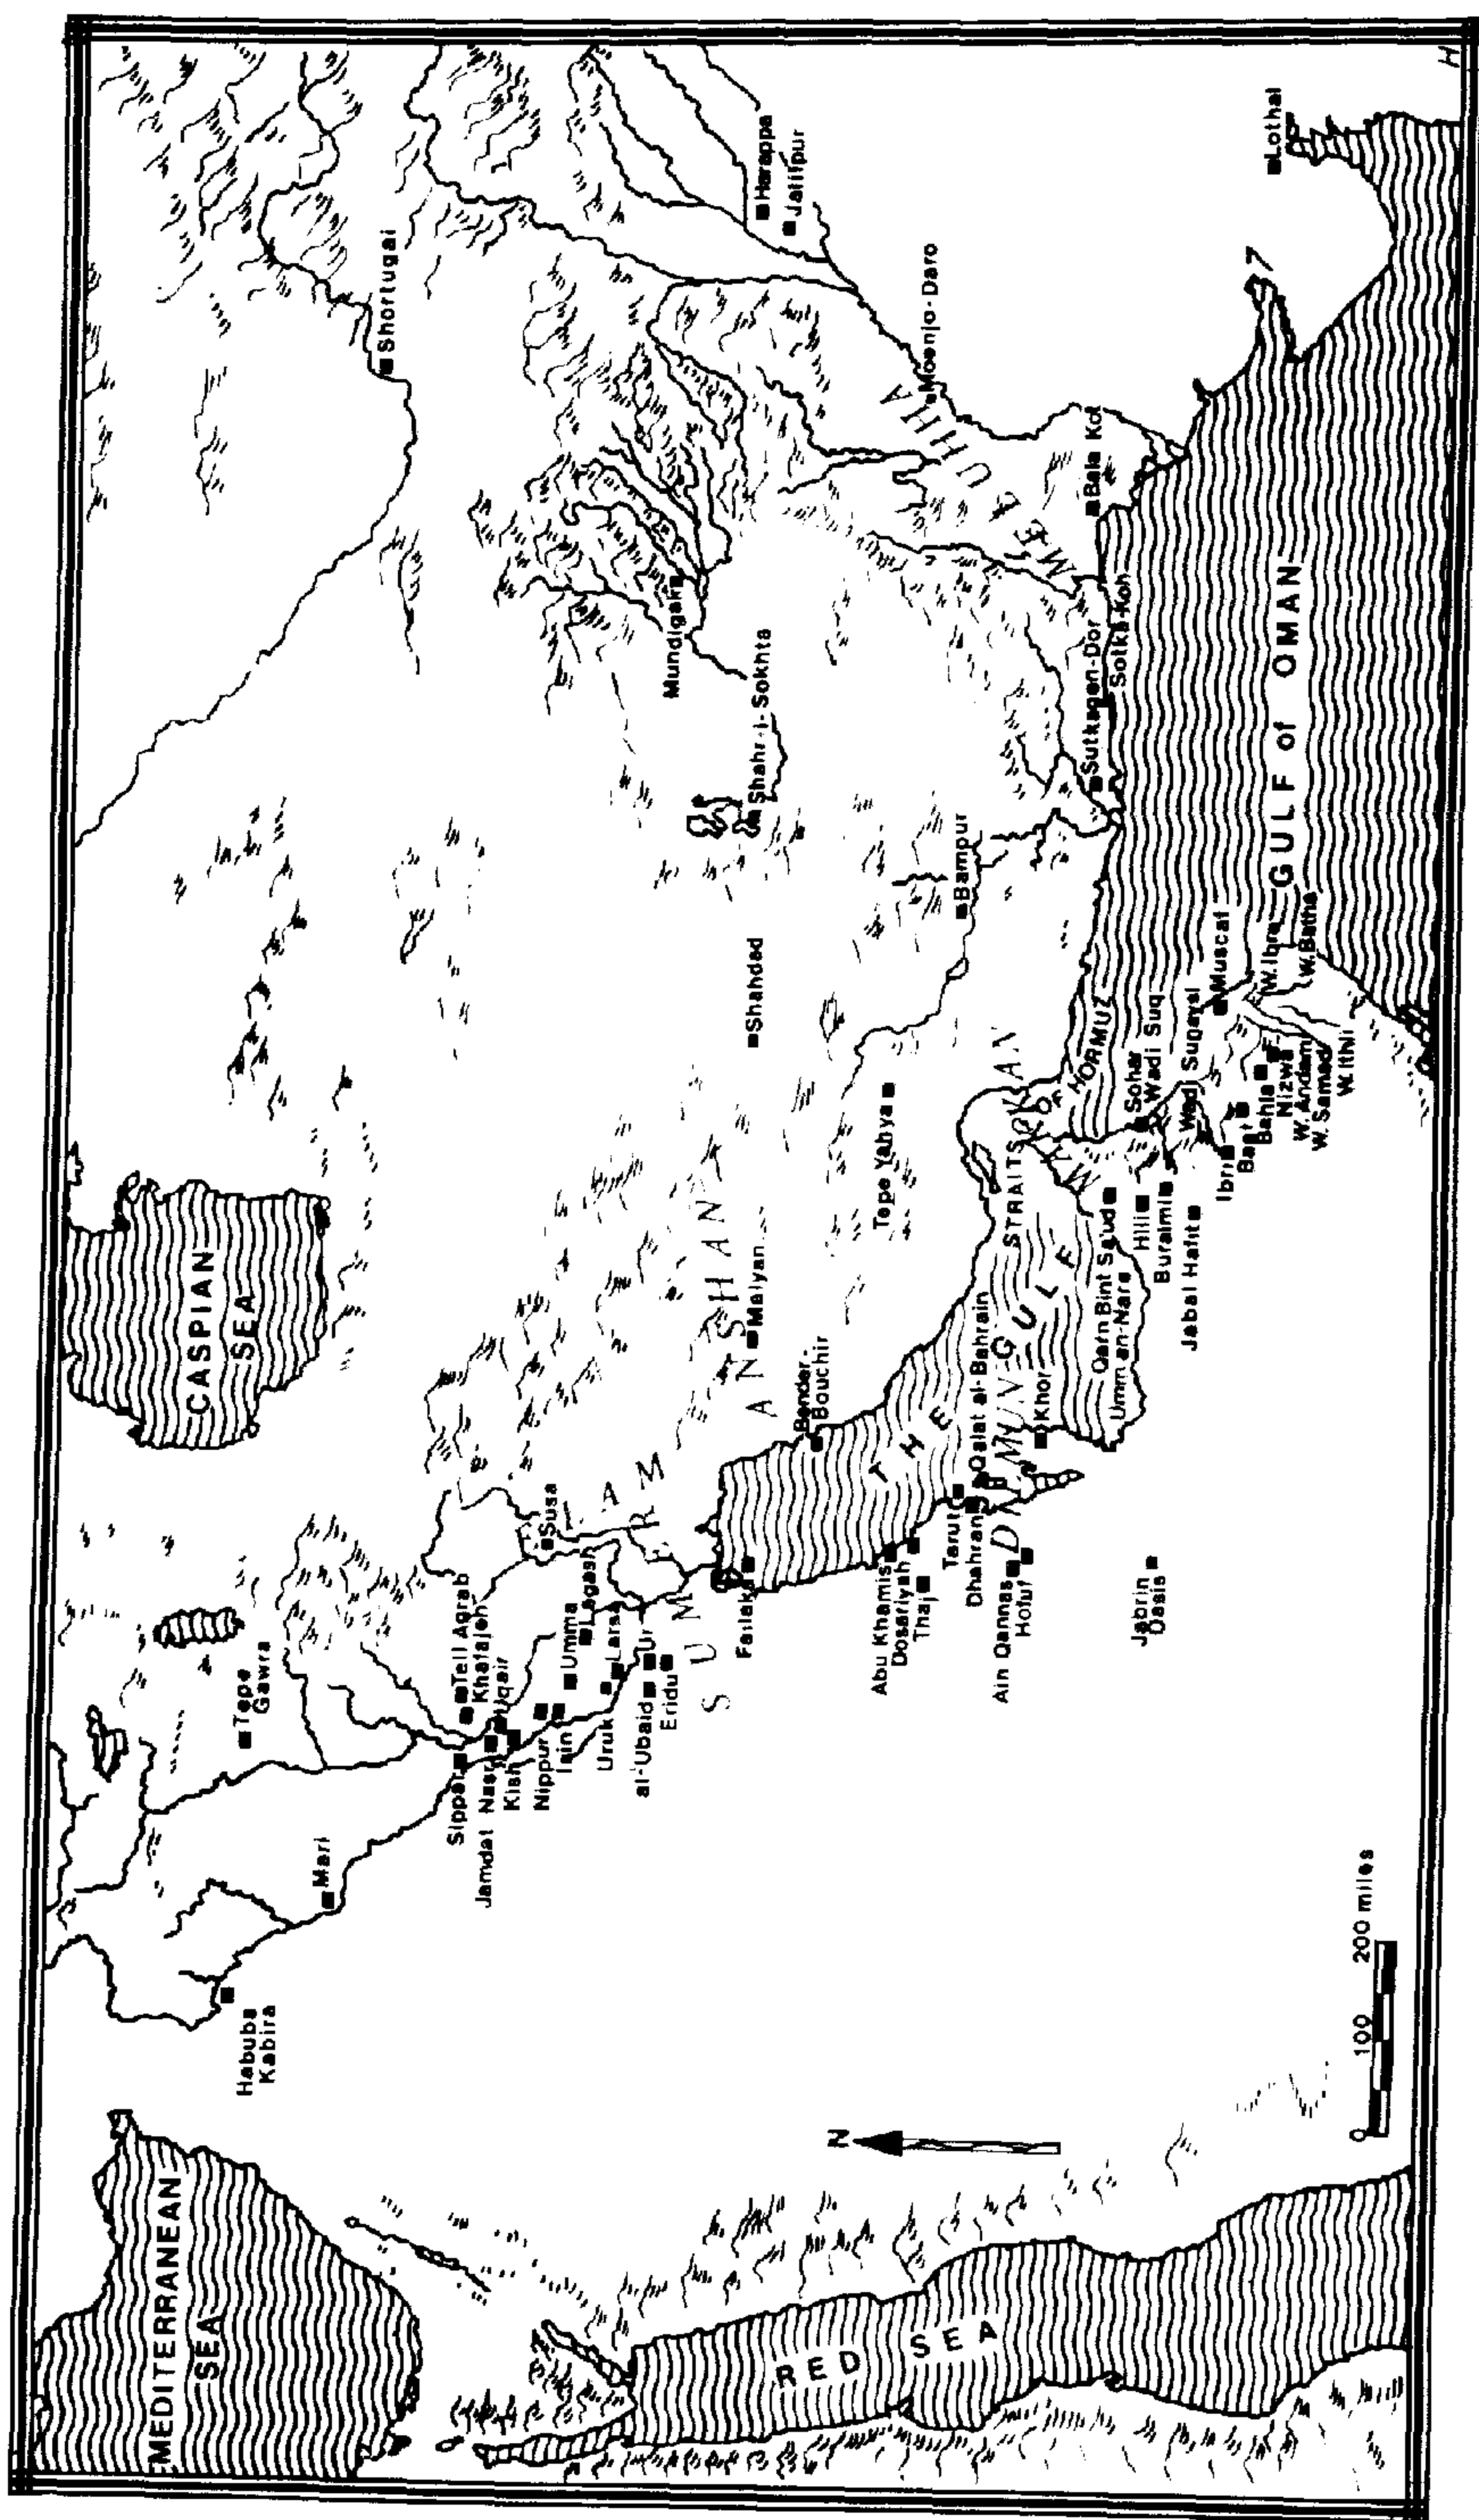 MEDITERRANEAN
SEA
CASPIAN
SEA
RED SEA
Habuba
Kabira
Mari
Tepe
Gawra
Tell Agrab
Khafajeh
Uqair
Sippar
Jamdat Nasr
Kish
Nippur
Isin
Umma
Lagash
Uruk
Larsa
al-'Ubaid
Ur
Eridu
Susa
SUMER
ELAM
ANSHAN
Malyan
Bender-
Bouchir
Failaka
THE GULF
Abu Khamis
Dosariyah
Thaj
Tarut
Dhahran
Qalat al-Bahrain
DILMUN
Ain Qannas
Hofuf
Khor
Jabrin
Oasis
Qarn Bint Sa'ud
Umm an-Nar
Hili
Buraimi
Jabal Hafit
STRAITS of HORMUZ
MAKKAN
Sohar
Wadi Suq
Wadi Sugaysi
Muscat
Ibri
Bat
Bahla
Nizwa
W. Andam
W. Samad
W. Ithli
W. Ibra
W. Batha
GULF of OMAN
Tepe Yahya
Shahdad
Bampur
Shahr-i-Sokhta
Mundigak
Shortugai
Sutkagen-Dor
Sotka-Koh
Bala Kot
MELUHHA
Moenjo-Daro
Harappa
Jalilpur
Lothal
N
0 100 200 miles
H